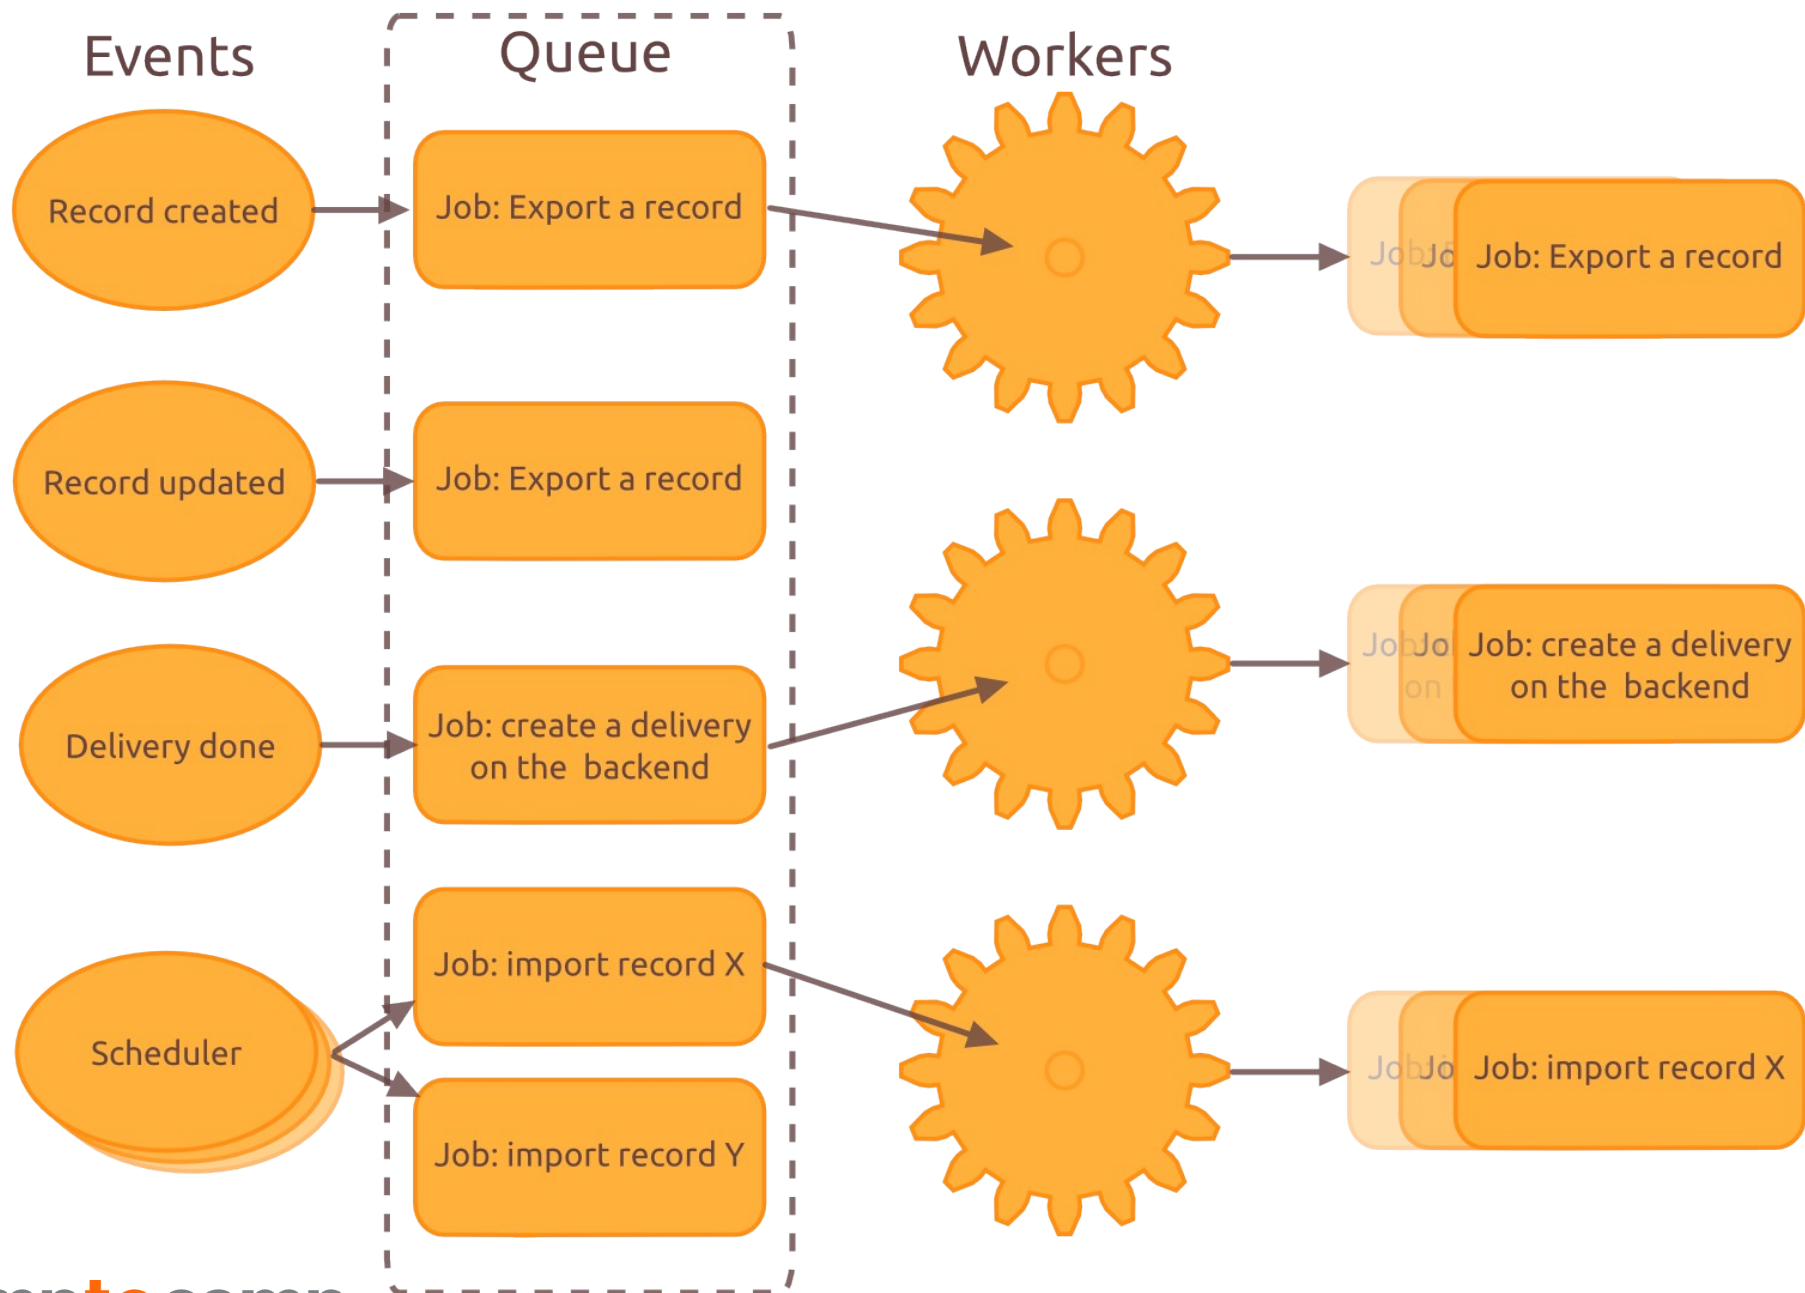 Events
Queue
Workers
Record created
Job: Export a record
Job: Export a record
Record updated
Job: Export a record
Delivery done
Job: create a delivery
on the backend
Job: create a delivery
on the backend
Scheduler
Job: import record X
Job: import record Y
Job: import record X